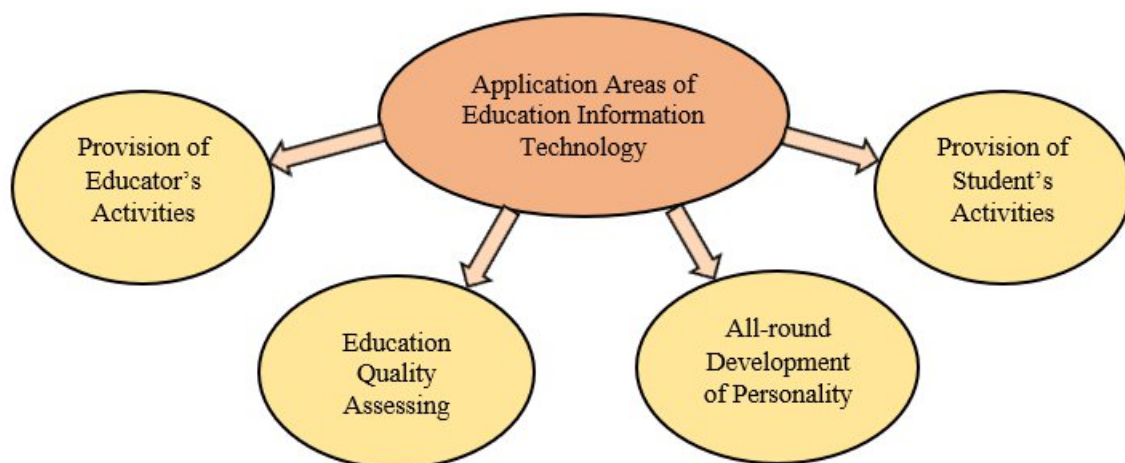 Application Areas of
Education Information
Technology
Provision of
Educator’s
Activities
Provision of
Student’s
Activities
Education
Quality
Assessing
All-round
Development
of Personality